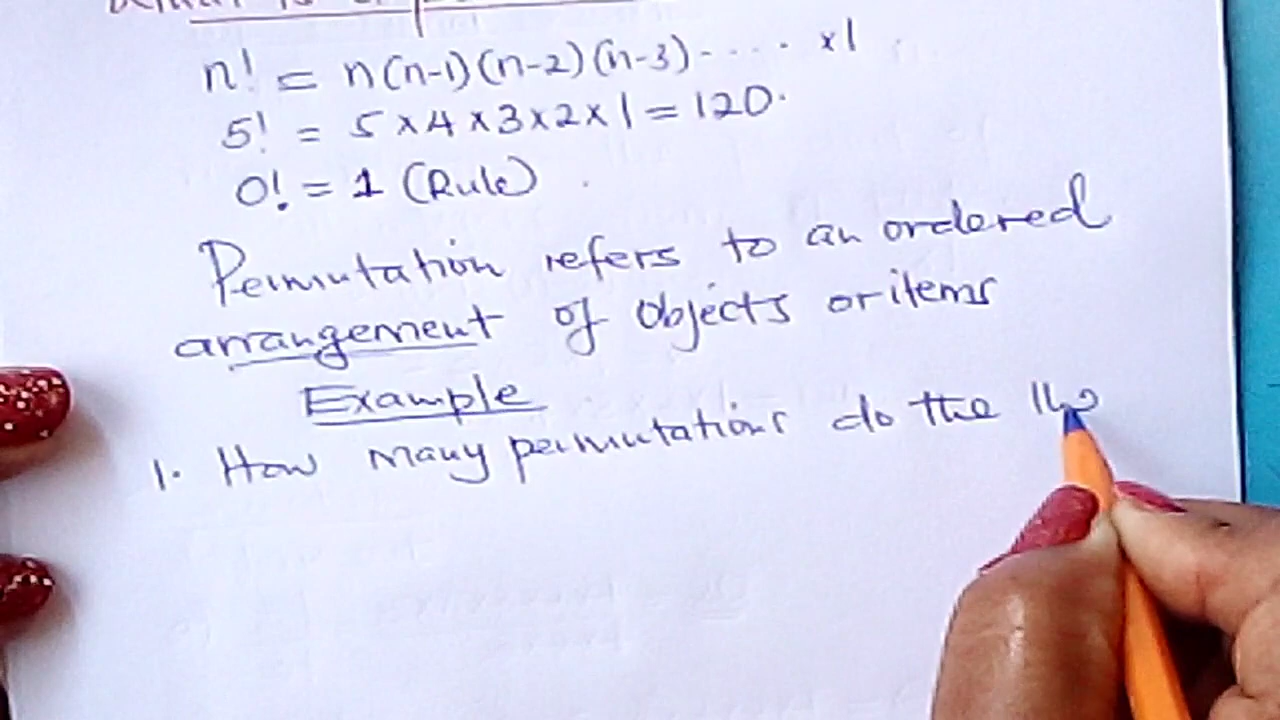 n! = n(n-1)(n-2)(n-3)-.... x1
5! = 5x4x3x2x1 = 120.
0! = 1 (Rule)
Permutation refers to an ordered
arrangement of objects or items
Example
1. How many permutations do the